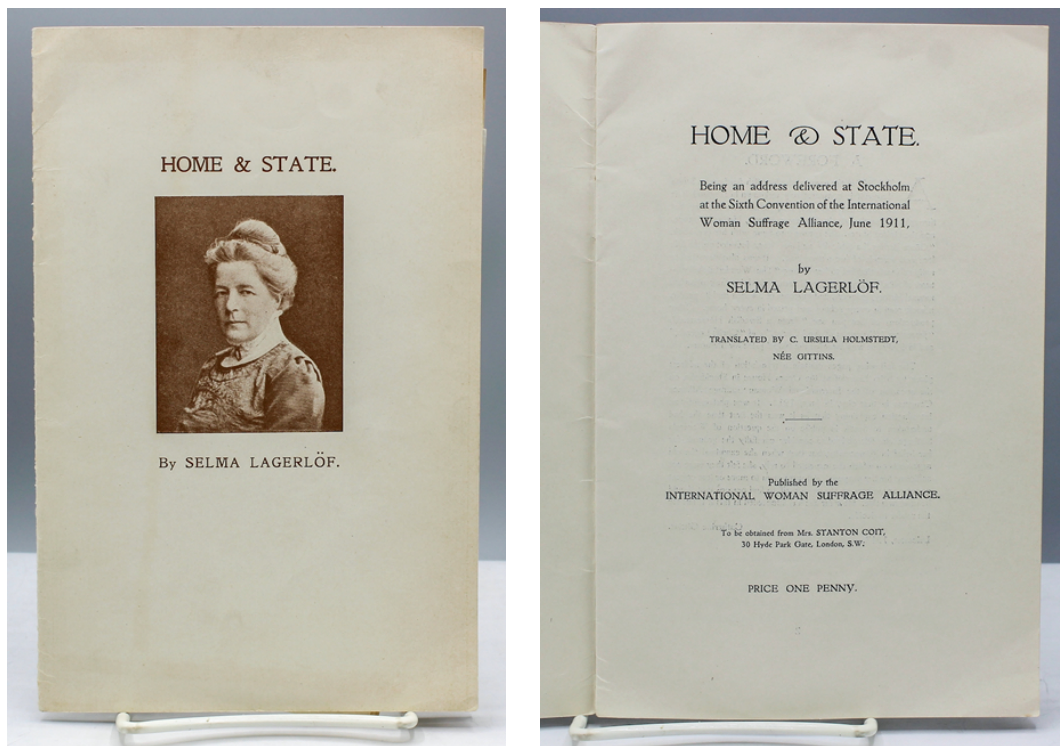 HOME & STATE.
By SELMA LAGERLÖF.
HOME & STATE.
Being an address delivered at Stockholm
at the Sixth Convention of the International
Woman Suffrage Alliance, June 1911,
by
SELMA LAGERLÖF.
TRANSLATED BY C. URSULA HOLMSTEDT,
NÉE GITTINS.
Published by the
INTERNATIONAL WOMAN SUFFRAGE ALLIANCE.
To be obtained from Mrs. STANTON COIT,
30 Hyde Park Gate, London, S.W.
PRICE ONE PENNY.